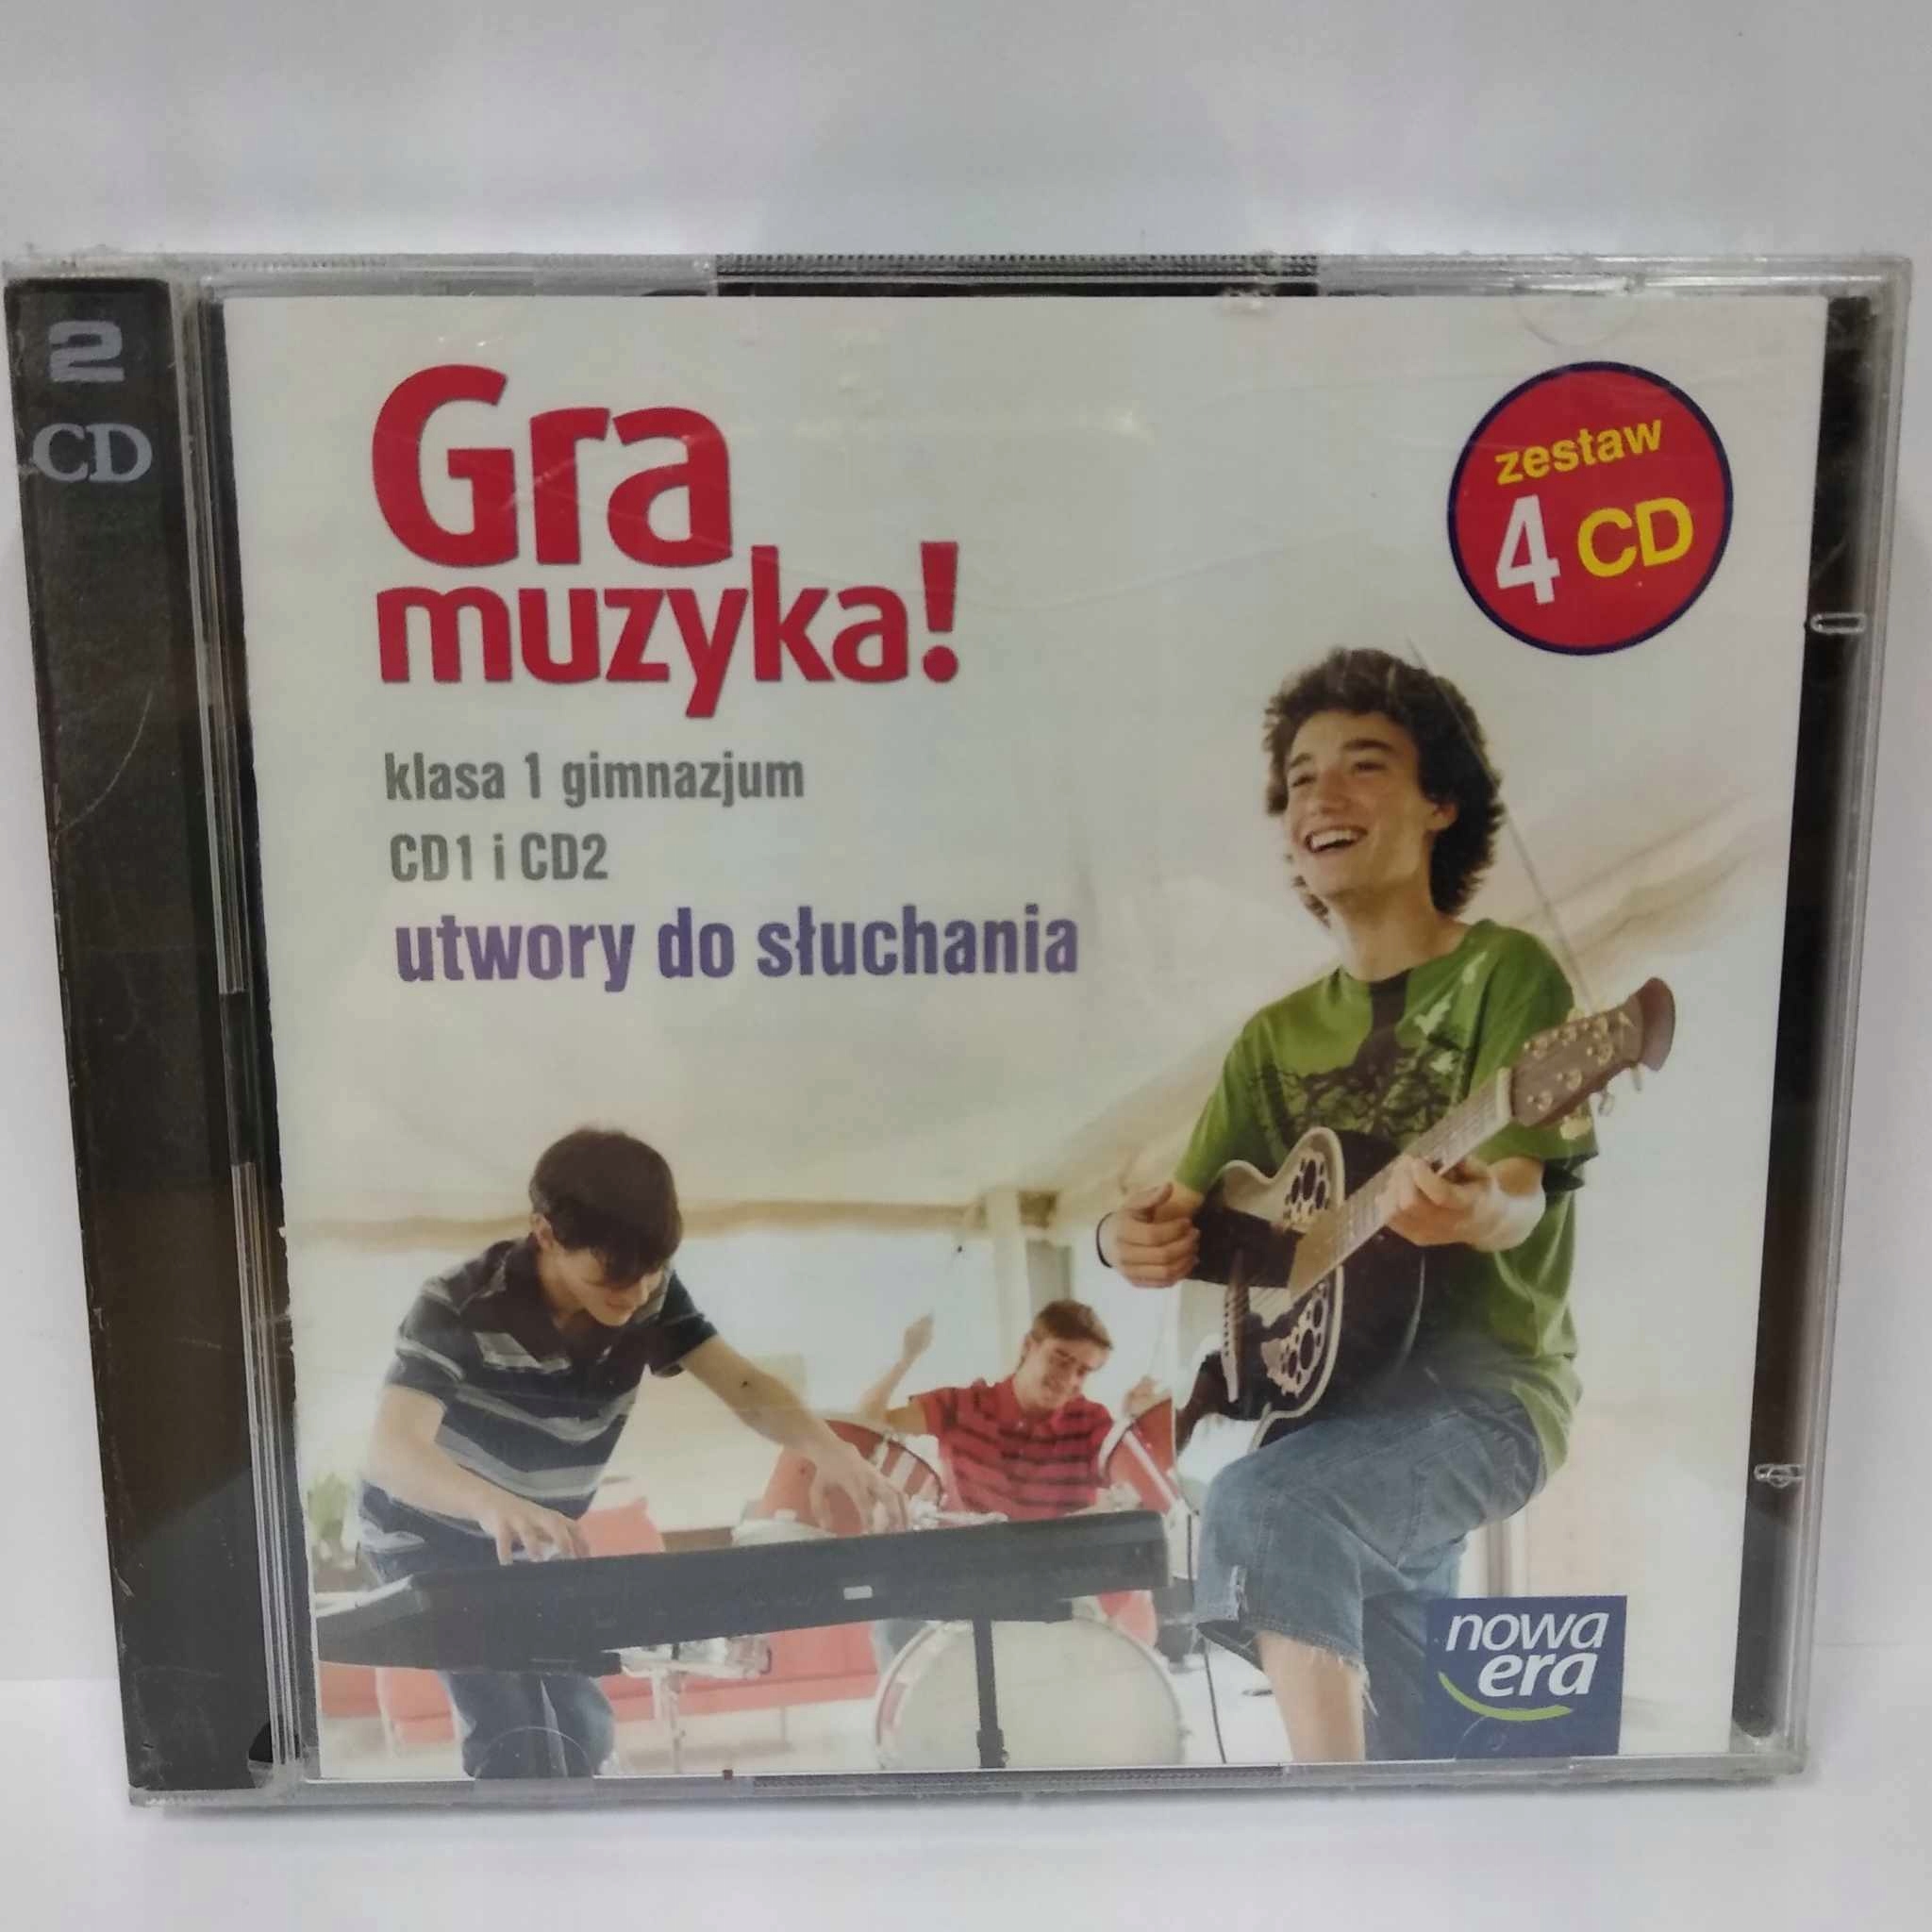 2
CD
Gra
muzyka!
zestaw
4 CD
klasa 1 gimnazjum
CD1 i CD2
utwory do słuchania
nowa
era